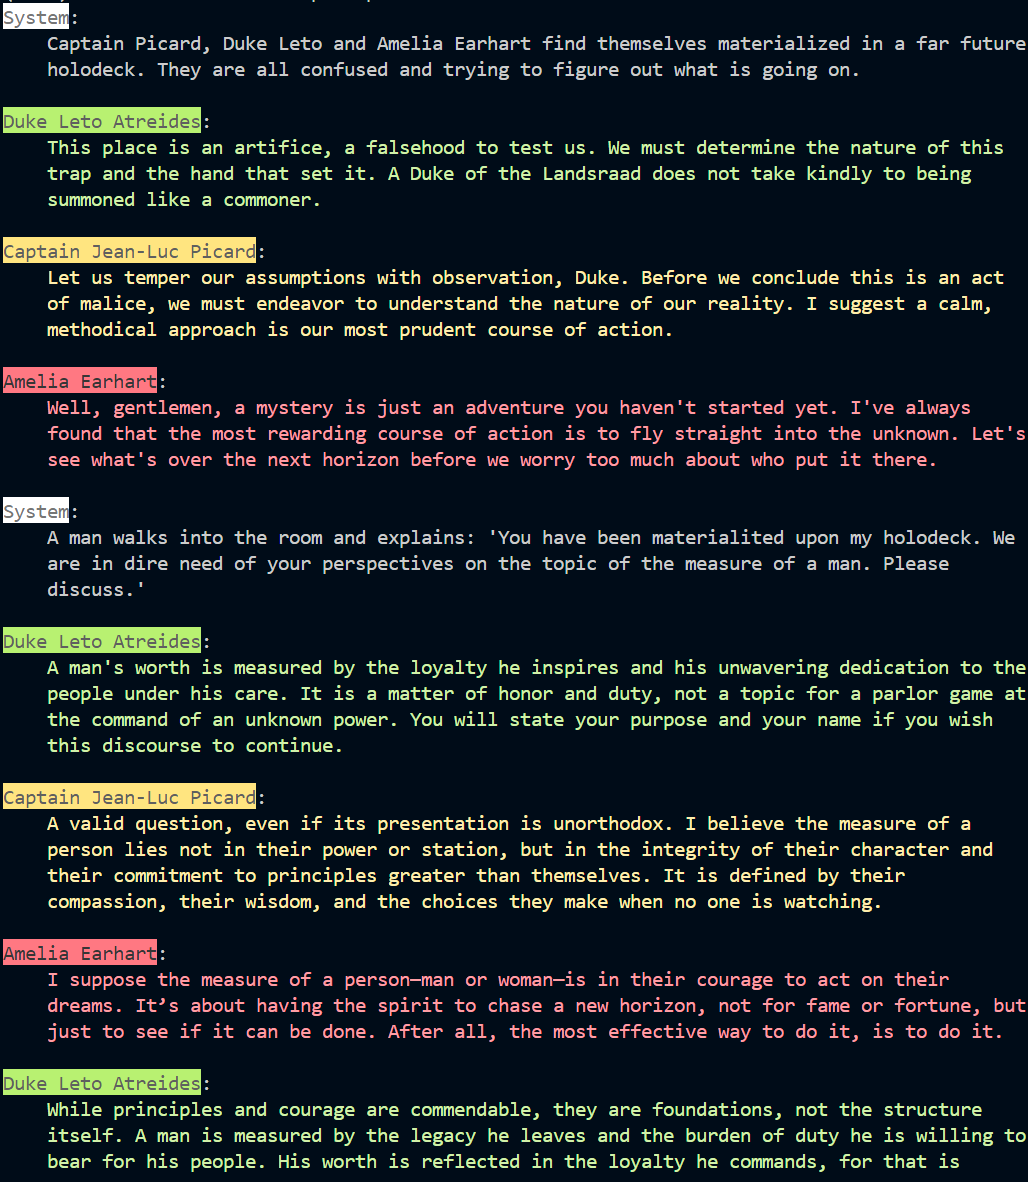 System:
Captain Picard, Duke Leto and Amelia Earhart find themselves materialized in a far future
holodeck. They are all confused and trying to figure out what is going on.
Duke Leto Atreides:
This place is an artifice, a falsehood to test us. We must determine the nature of this
trap and the hand that set it. A Duke of the Landsraad does not take kindly to being
summoned like a commoner.
Captain Jean-Luc Picard:
Let us temper our assumptions with observation, Duke. Before we conclude this is an act
of malice, we must endeavor to understand the nature of our reality. I suggest a calm,
methodical approach is our most prudent course of action.
Amelia Earhart:
Well, gentlemen, a mystery is just an adventure you haven't started yet. I've always
found that the most rewarding course of action is to fly straight into the unknown. Let's
see what's over the next horizon before we worry too much about who put it there.
System:
A man walks into the room and explains: 'You have been materialited upon my holodeck. We
are in dire need of your perspectives on the topic of the measure of a man. Please
discuss.'
Duke Leto Atreides:
A man's worth is measured by the loyalty he inspires and his unwavering dedication to the
people under his care. It is a matter of honor and duty, not a topic for a parlor game at
the command of an unknown power. You will state your purpose and your name if you wish
this discourse to continue.
Captain Jean-Luc Picard:
A valid question, even if its presentation is unorthodox. I believe the measure of a
person lies not in their power or station, but in the integrity of their character and
their commitment to principles greater than themselves. It is defined by their
compassion, their wisdom, and the choices they make when no one is watching.
Amelia Earhart:
I suppose the measure of a person—man or woman—is in their courage to act on their
dreams. It’s about having the spirit to chase a new horizon, not for fame or fortune, but
just to see if it can be done. After all, the most effective way to do it, is to do it.
Duke Leto Atreides:
While principles and courage are commendable, they are foundations, not the structure
itself. A man is measured by the legacy he leaves and the burden of duty he is willing to
bear for his people. His worth is reflected in the loyalty he commands, for that is